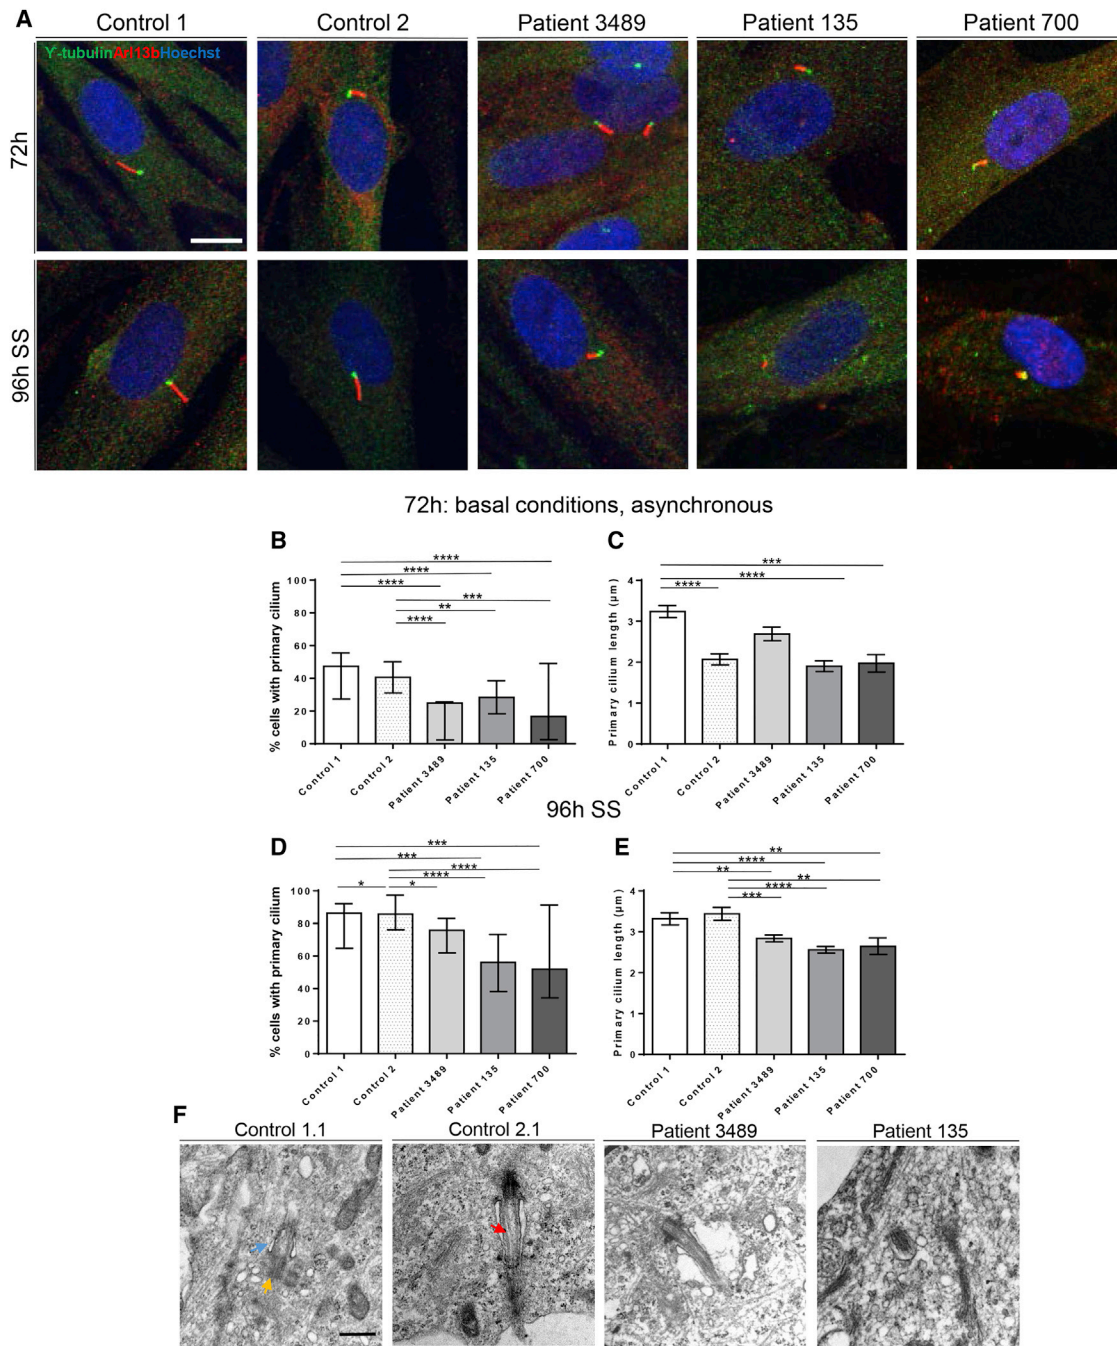 A
Control 1
Control 2
Patient 3489
Patient 135
Patient 700
ϒ-tubulinArl13bHoechst
72h
96h SS
72h: basal conditions, asynchronous
B
****
****
****
***
**
****
% cells with primary cilium
100
80
60
40
20
0
Control 1
Control 2
Patient 3489
Patient 135
Patient 700
C
***
****
****
Primary cilium length (µm)
4
3
2
1
0
Control 1
Control 2
Patient 3489
Patient 135
Patient 700
96h SS
D
***
***
****
****
*
*
% cells with primary cilium
100
80
60
40
20
0
Control 1
Control 2
Patient 3489
Patient 135
Patient 700
E
**
****
**
**
****
***
Primary cilium length (µm)
4
3
2
1
0
Control 1
Control 2
Patient 3489
Patient 135
Patient 700
F
Control 1.1
Control 2.1
Patient 3489
Patient 135